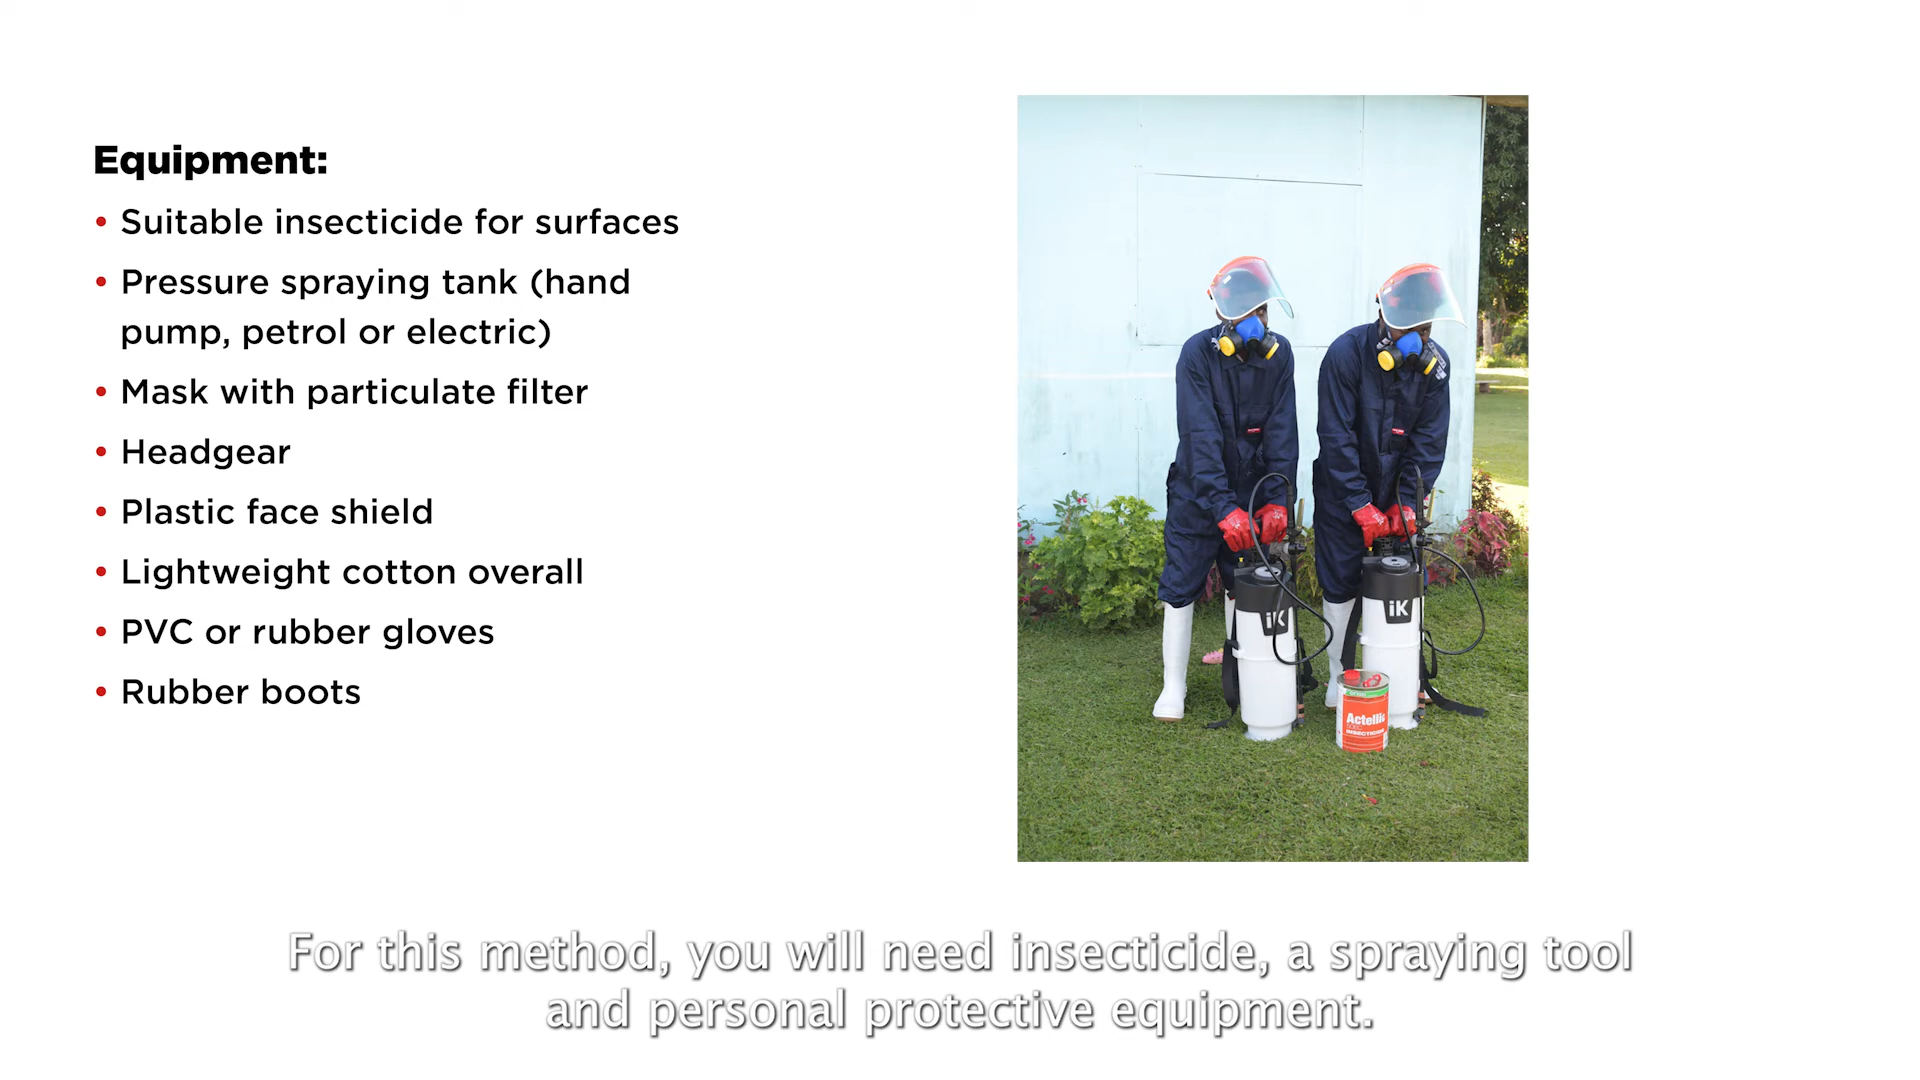 Equipment:
• Suitable insecticide for surfaces
• Pressure spraying tank (hand
pump, petrol or electric)
• Mask with particulate filter
• Headgear
• Plastic face shield
• Lightweight cotton overall
• PVC or rubber gloves
• Rubber boots
iK
iK
Actellic
INSECTICIDE
For this method, you will need insecticide, a spraying tool
and personal protective equipment.